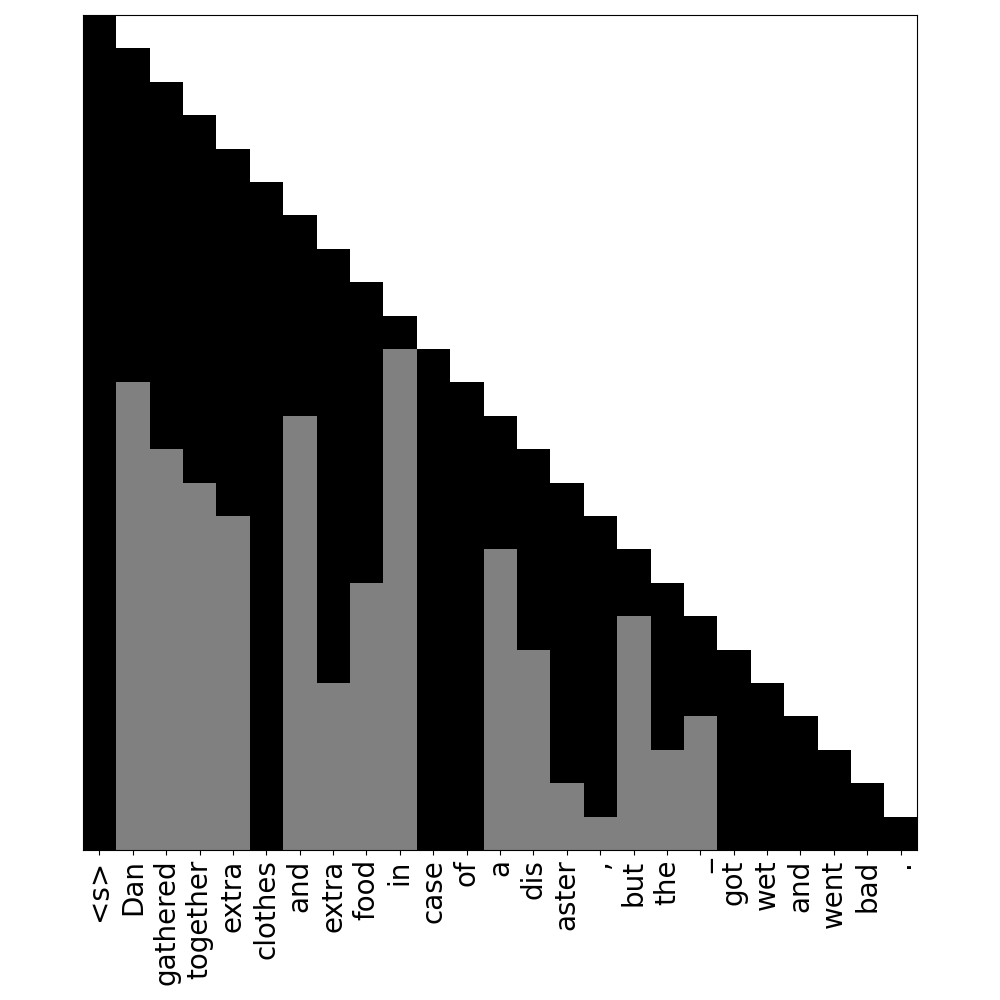 <s> Dan gathered together extra clothes and extra food in case of a dis aster , but the _ got wet and went bad .